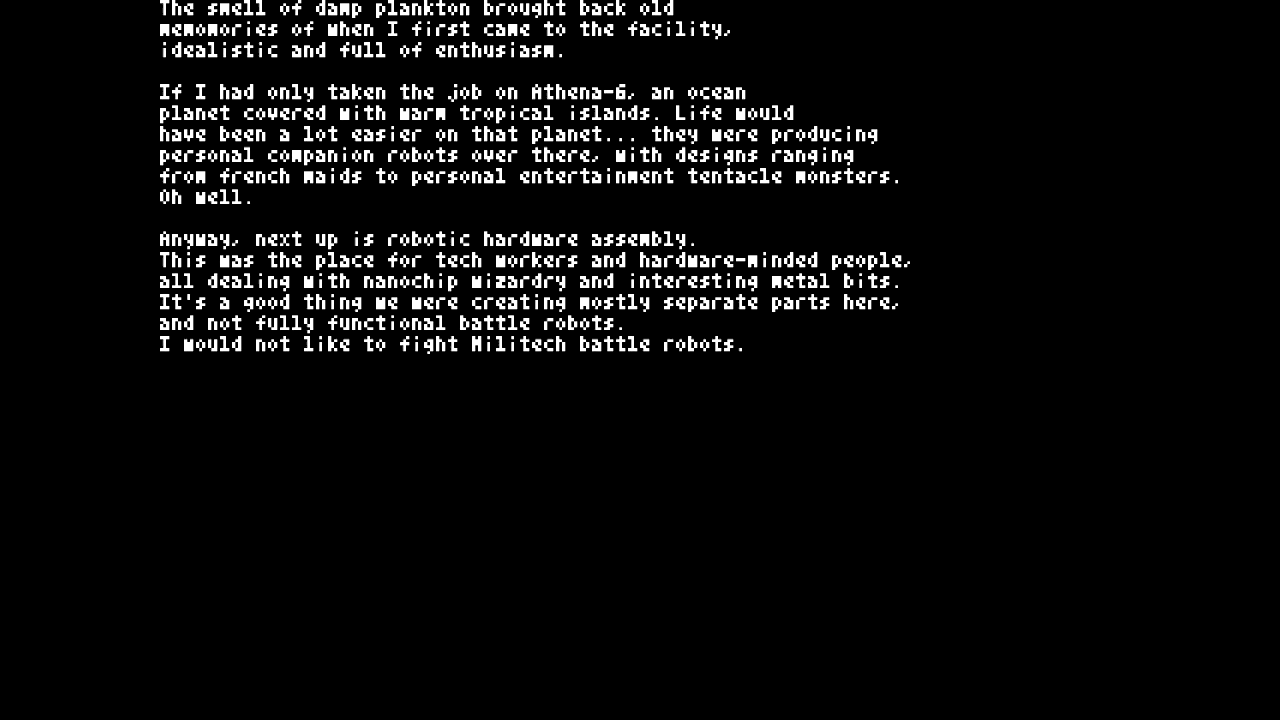 The smell of damp plankton brought back old
memomories of when I first came to the facility,
idealistic and full of enthusiasm.
If I had only taken the job on Athena-6, an ocean
planet covered with warm tropical islands. Life would
have been a lot easier on that planet... they were producing
personal companion robots over there, with designs ranging
from french maids to personal entertainment tentacle monsters.
Oh well.
Anyway, next up is robotic hardware assembly.
This was the place for tech workers and hardware-minded people,
all dealing with nanochip wizardry and interesting metal bits.
It's a good thing we were creating mostly separate parts here,
and not fully functional battle robots.
I would not like to fight Militech battle robots.